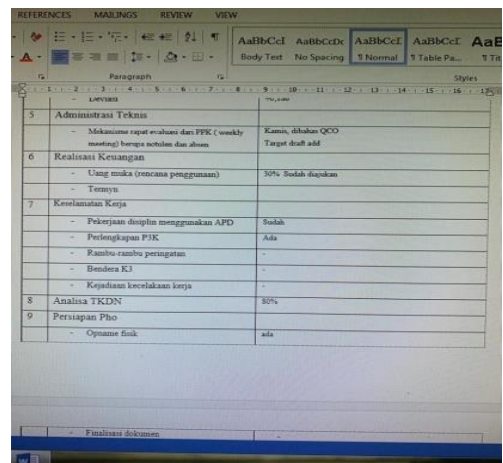 REFERENCES MAILINGS REVIEW VIEW
AaBbCcI AaBbCcDc AaBbCcI AaBbCcI AaB
Body Text No Spacing ¶ Normal ¶ Table Pa... ¶ Tit
Paragraph Styles
- Deviasi
5 Administrasi Teknis
- Mekanisme rapat evaluasi dari PPK ( weekly Kamis, dibahas QCO
meeting) berupa notulen dan absen Target draft add
6 Realisasi Keuangan
- Uang muka (rencana penggunaan) 30% Sudah diajukan
- Termyn
7 Keselamatan Kerja
- Pekerjaan disiplin menggunakan APD Sudah
- Perlengkapan P3K Ada
- Rambu-rambu peringatan -
- Bendera K3 -
- Kejadiaan kecelakaan kerja -
8 Analisa TKDN 80%
9 Persiapan Pho
- Opname fisik ada
- Finalisasi dokumen -